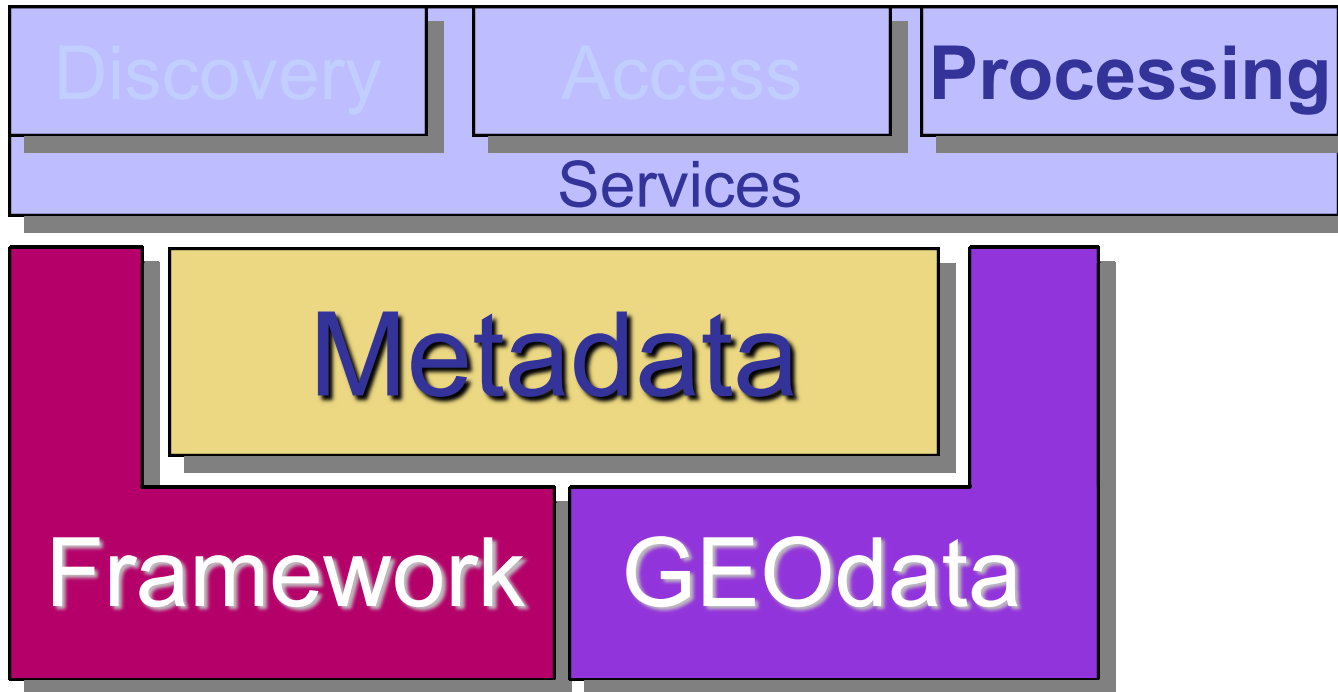 Discovery
Access
Processing
Services
Metadata
Framework
GEOdata